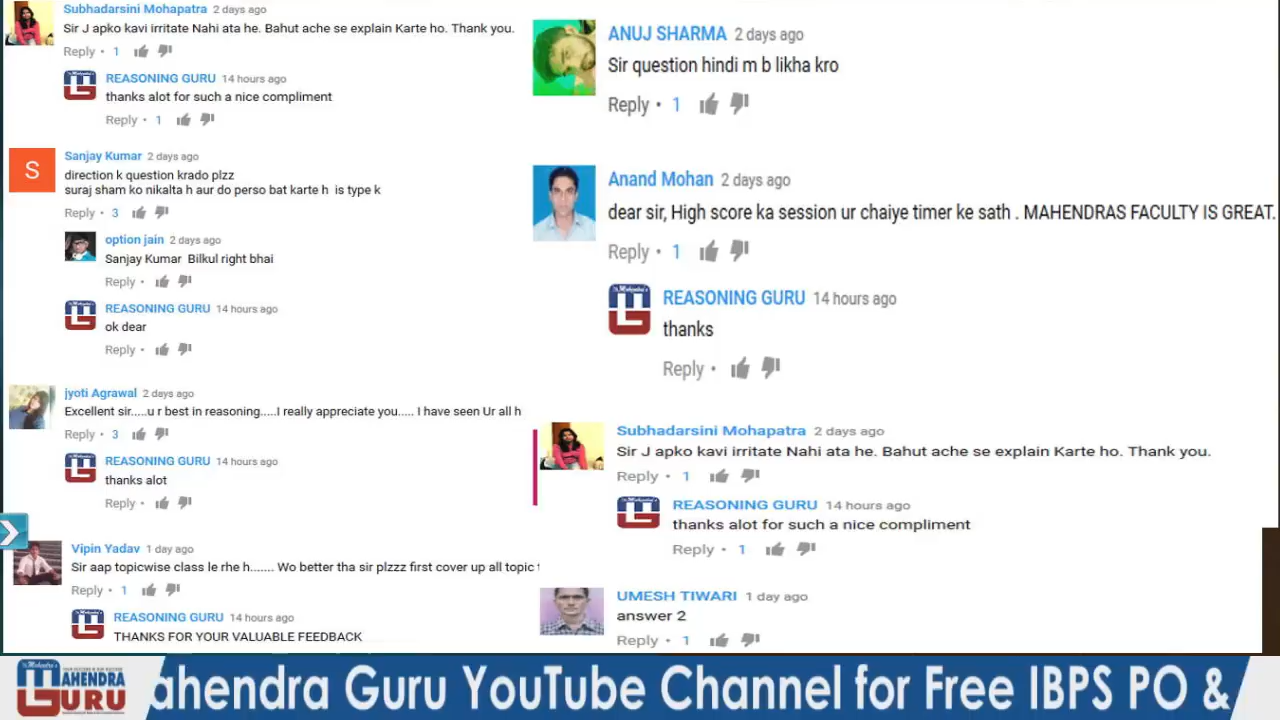 Subhadarsini Mohapatra 2 days ago
Sir J apko kavi irritate Nahi ata he. Bahut ache se explain Karte ho. Thank you.
Reply • 1
REASONING GURU 14 hours ago
thanks alot for such a nice compliment
Reply • 1
S
Sanjay Kumar 2 days ago
direction k question krado plzz
suraj sham ko nikalta h aur do perso bat karte h is type k
Reply • 3
option jain 2 days ago
Sanjay Kumar Bilkul right bhai
Reply •
REASONING GURU 14 hours ago
ok dear
Reply •
jyoti Agrawal 2 days ago
Excellent sir.....u r best in reasoning.....I really appreciate you..... I have seen Ur all h
Reply • 3
REASONING GURU 14 hours ago
thanks alot
Reply •
Vipin Yadav 1 day ago
Sir aap topicwise class le rhe h....... Wo better tha sir plzzz first cover up all topic
Reply • 1
REASONING GURU 14 hours ago
THANKS FOR YOUR VALUABLE FEEDBACK
ANUJ SHARMA 2 days ago
Sir question hindi m b likha kro
Reply • 1
Anand Mohan 2 days ago
dear sir, High score ka session ur chaiye timer ke sath . MAHENDRAS FACULTY IS GREAT.
Reply • 1
REASONING GURU 14 hours ago
thanks
Reply •
Subhadarsini Mohapatra 2 days ago
Sir J apko kavi irritate Nahi ata he. Bahut ache se explain Karte ho. Thank you.
Reply • 1
REASONING GURU 14 hours ago
thanks alot for such a nice compliment
Reply • 1
UMESH TIWARI 1 day ago
answer 2
Reply • 1
MAHENDRA
GURU
ahendra Guru YouTube Channel for Free IBPS PO &